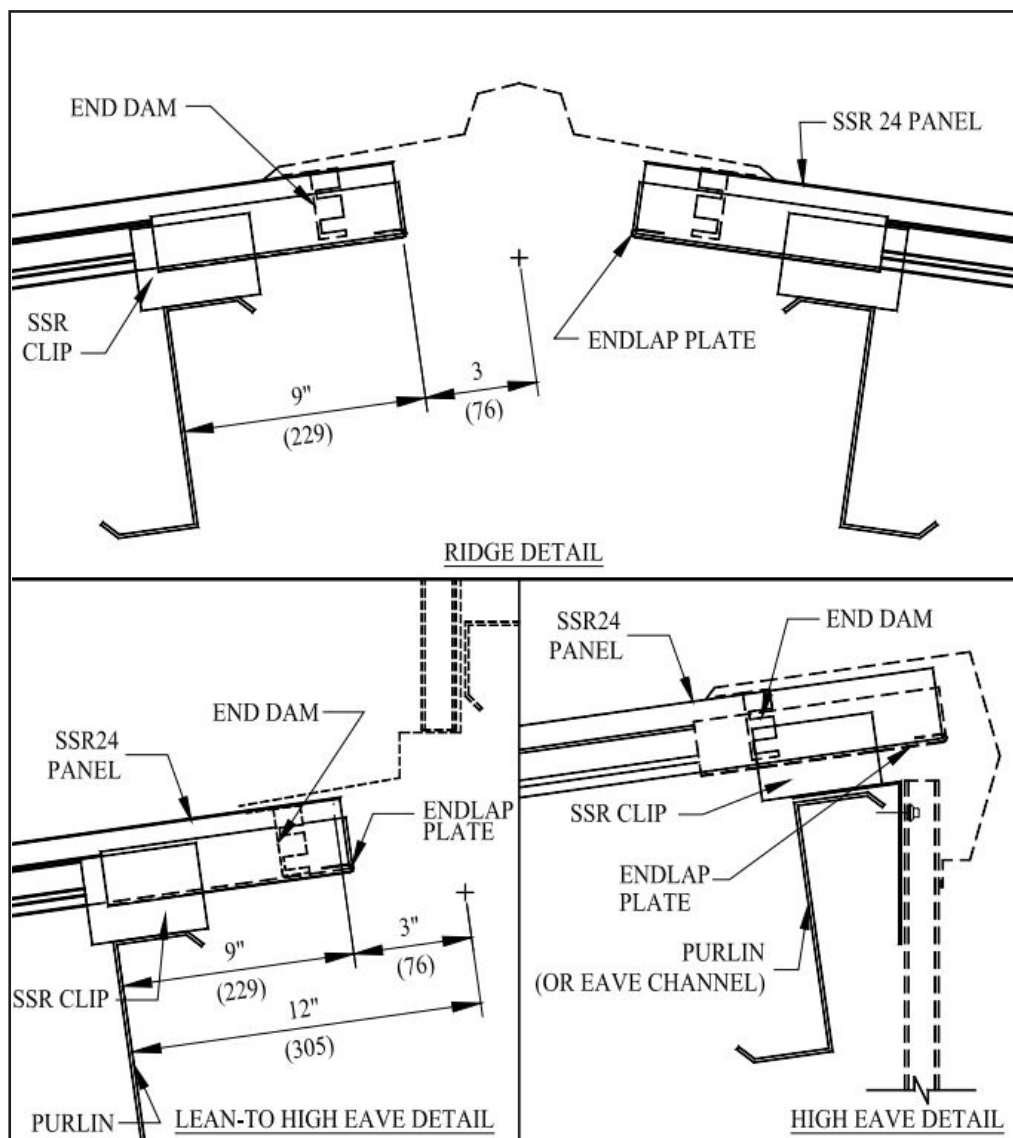 END DAM
SSR 24 PANEL
SSR
CLIP
ENDLAP PLATE
3
(76)
9"
(229)
RIDGE DETAIL
END DAM
SSR24
PANEL
ENDLAP
PLATE
3"
(76)
9"
(229)
SSR CLIP
12"
(305)
PURLIN
LEAN-TO HIGH EAVE DETAIL
SSR24
PANEL
END DAM
SSR CLIP
ENDLAP
PLATE
PURLIN
(OR EAVE CHANNEL)
HIGH EAVE DETAIL